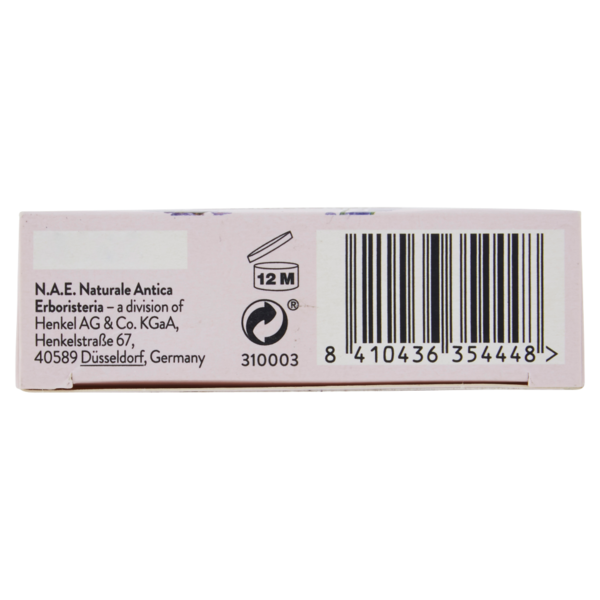 N.A.E. Naturale Antica
Erboristeria – a division of
Henkel AG & Co. KGaA,
Henkelstraße 67,
40589 Düsseldorf, Germany
12 M
®
310003
8 410436 354448 >